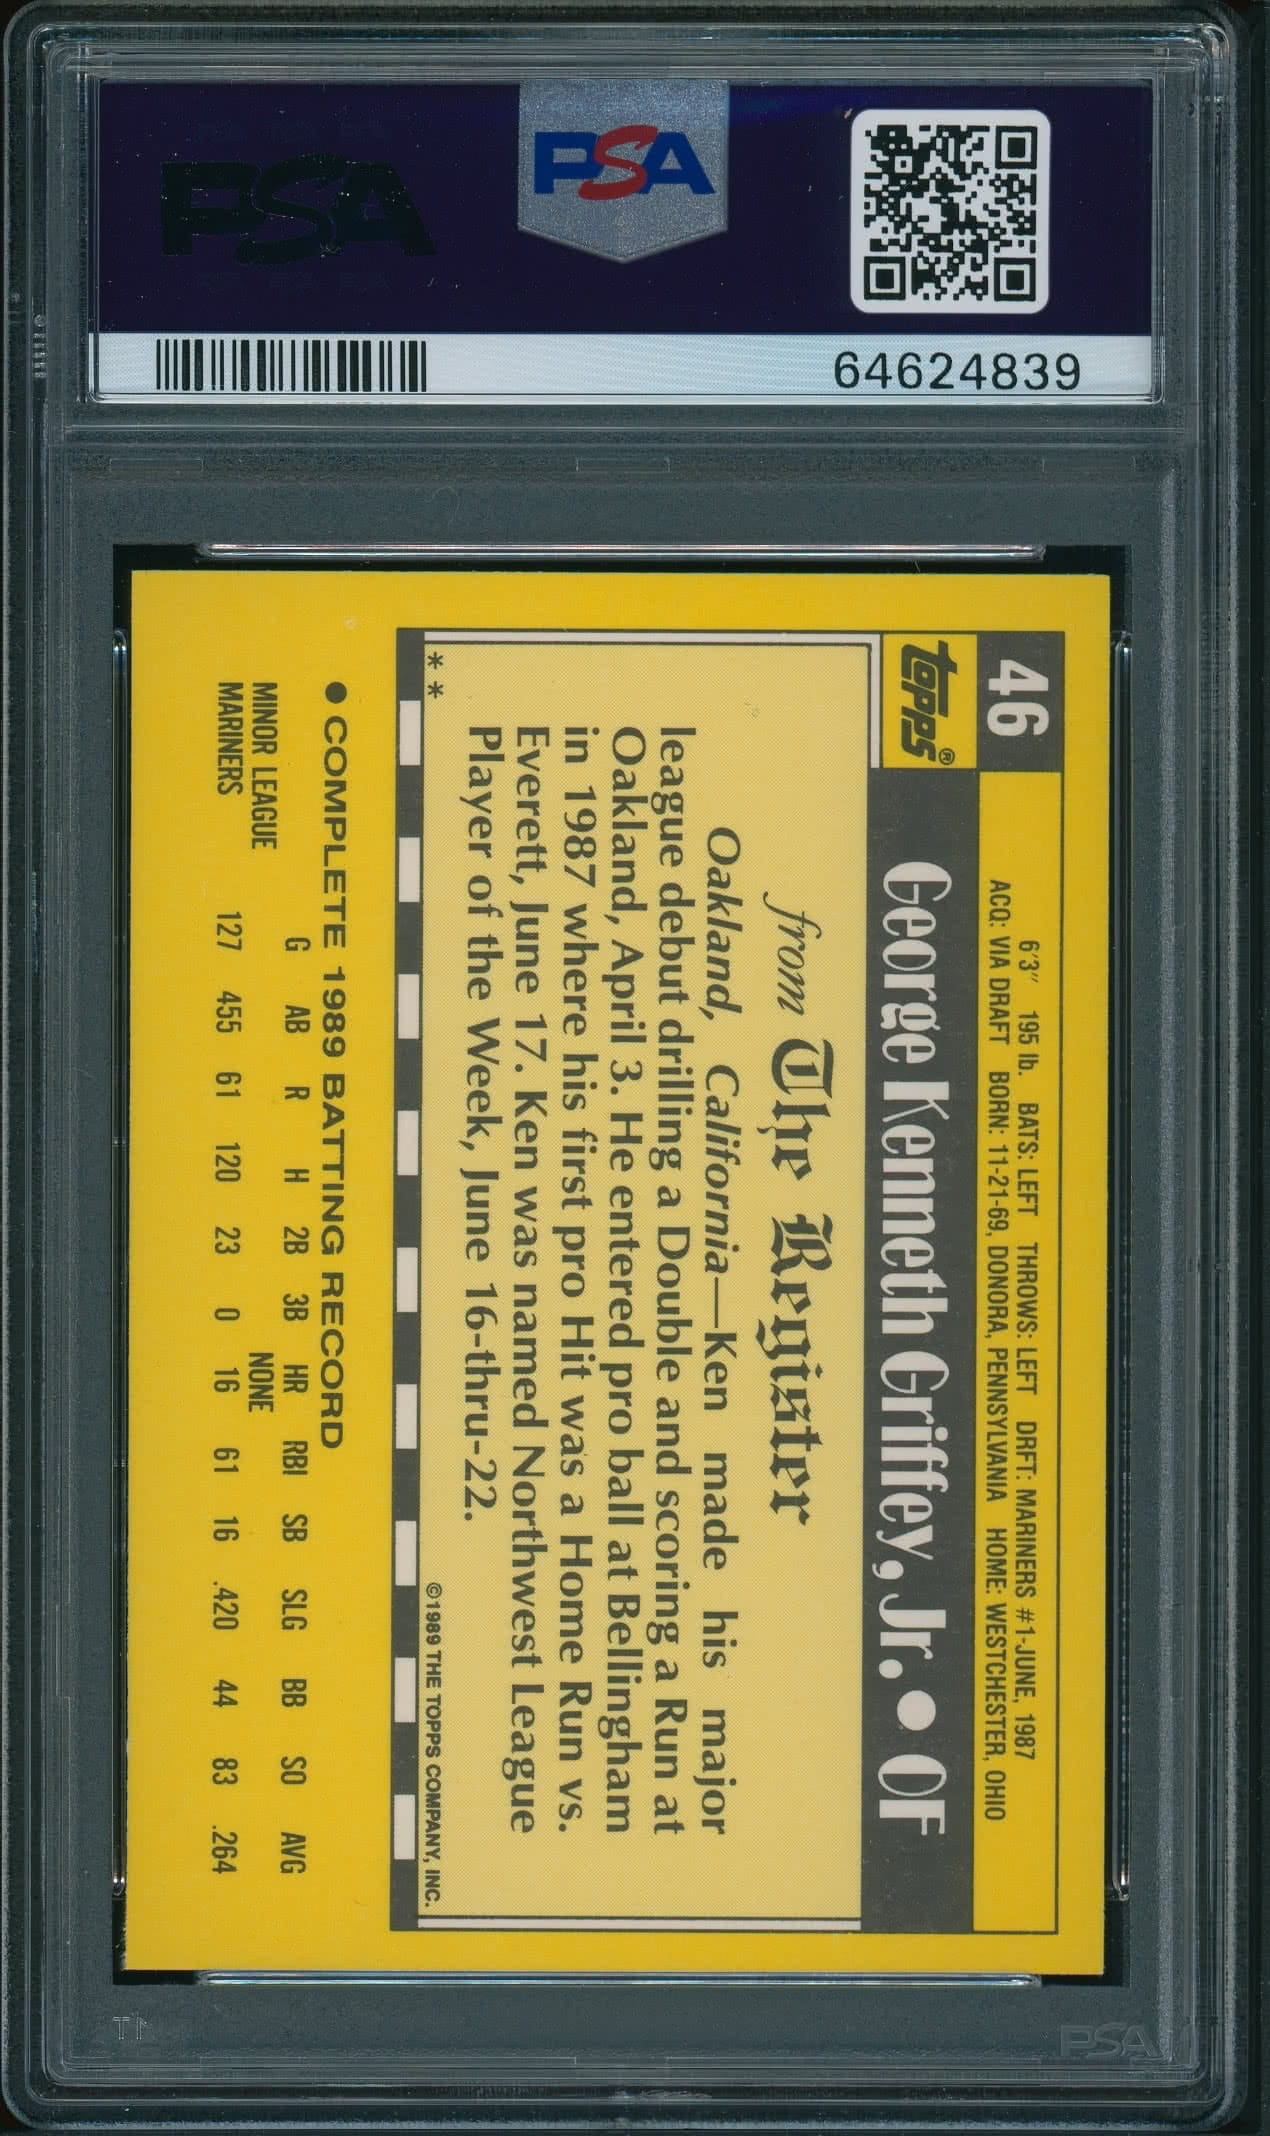 PSA
PSA
64624839
46
topps®
6'3" 195 lb. BATS: LEFT THROWS: LEFT DRFT: MARINERS #1-JUNE, 1987
ACQ: VIA DRAFT BORN: 11-21-69, DONORA, PENNSYLVANIA HOME: WESTCHESTER, OHIO
George Kenneth Griffey, Jr. ● OF
from The Register
Oakland, California—Ken made his major
league debut drilling a Double and scoring a Run at
Oakland, April 3. He entered pro ball at Bellingham
in 1987 where his first pro Hit was a Home Run vs.
Everett, June 17. Ken was named Northwest League
Player of the Week, June 16-thru-22.
** ©1989 THE TOPPS COMPANY, INC.
● COMPLETE 1989 BATTING RECORD
G AB R H 2B 3B HR RBI SB SLG BB SO AVG
MINOR LEAGUE NONE
MARINERS 127 455 61 120 23 0 16 61 16 .420 44 83 .264
PSA